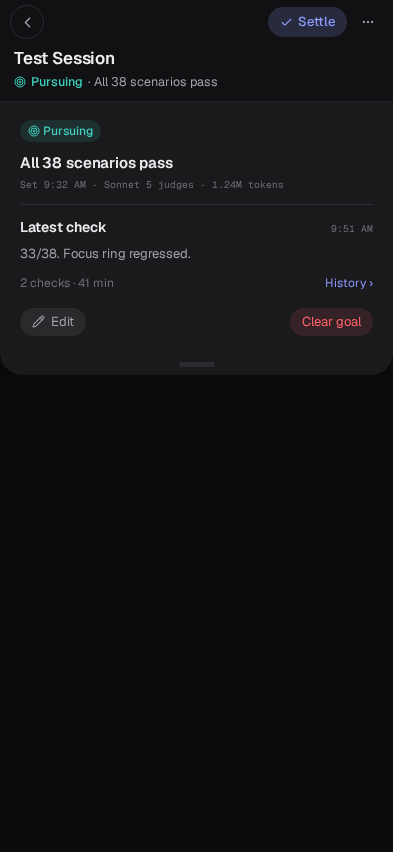 Settle
Test Session
Pursuing · All 38 scenarios pass
Pursuing
All 38 scenarios pass
Set 9:32 AM · Sonnet 5 judges · 1.24M tokens
Latest check 9:51 AM
33/38. Focus ring regressed.
2 checks · 41 min History ›
Edit Clear goal